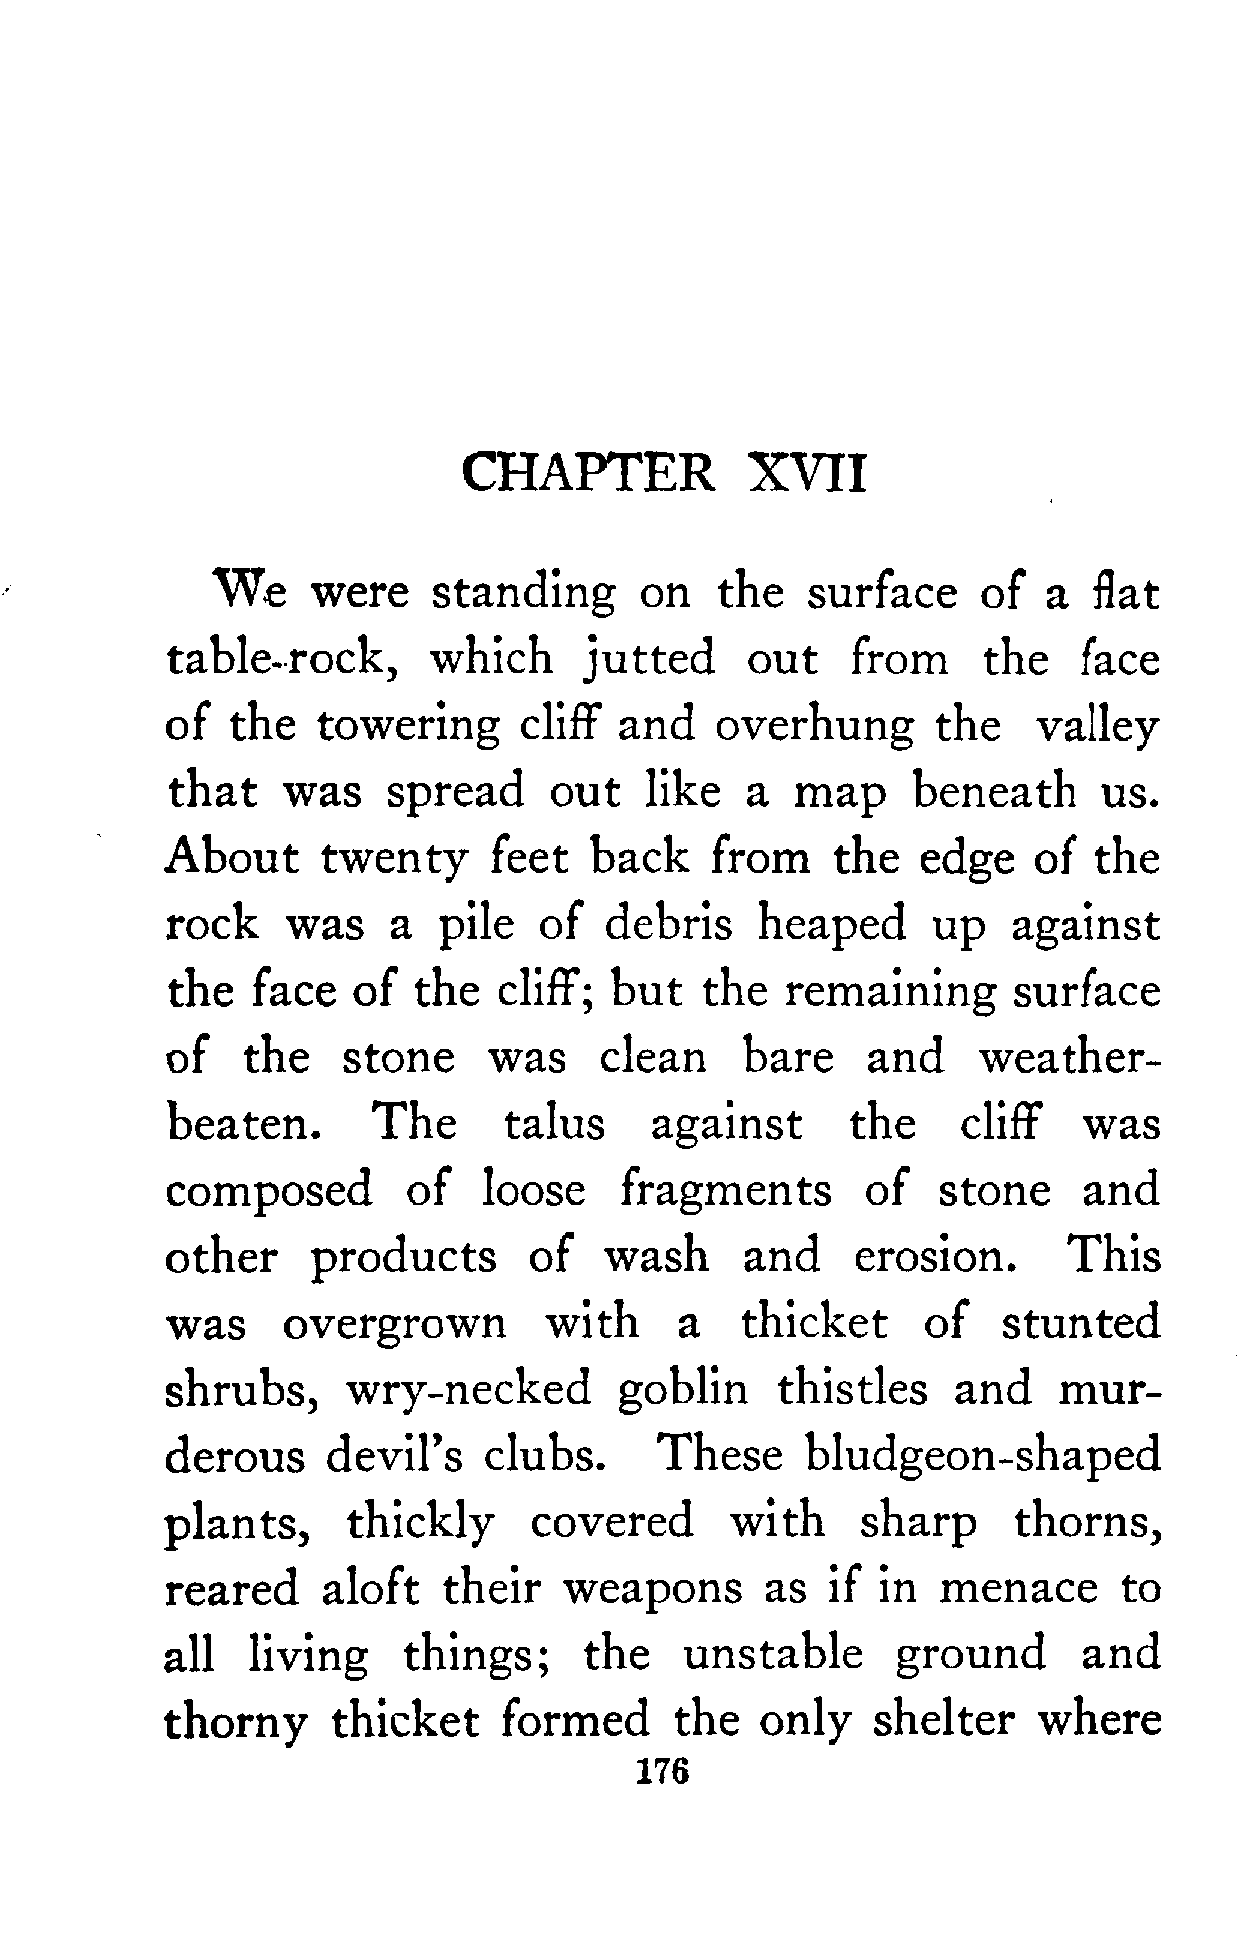 CHAPTER XVII
We were standing on the surface of a flat
table-rock, which jutted out from the face
of the towering cliff and overhung the valley
that was spread out like a map beneath us.
About twenty feet back from the edge of the
rock was a pile of debris heaped up against
the face of the cliff; but the remaining surface
of the stone was clean bare and weather-
beaten. The talus against the cliff was
composed of loose fragments of stone and
other products of wash and erosion. This
was overgrown with a thicket of stunted
shrubs, wry-necked goblin thistles and mur-
derous devil's clubs. These bludgeon-shaped
plants, thickly covered with sharp thorns,
reared aloft their weapons as if in menace to
all living things; the unstable ground and
thorny thicket formed the only shelter where
176